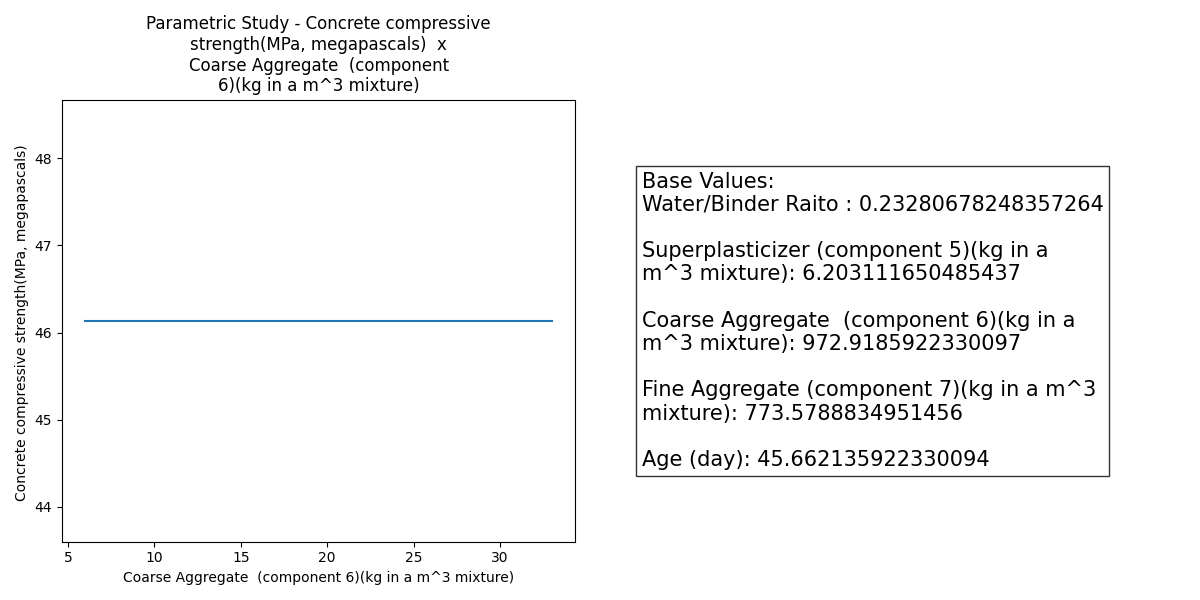 Parametric Study - Concrete compressive
strength(MPa, megapascals)  x
Coarse Aggregate  (component
6)(kg in a m^3 mixture)
Concrete compressive strength(MPa, megapascals)
48
47
46
45
44
5
10
15
20
25
30
Coarse Aggregate  (component 6)(kg in a m^3 mixture)
Base Values:
Water/Binder Raito : 0.23280678248357264
Superplasticizer (component 5)(kg in a
m^3 mixture): 6.203111650485437
Coarse Aggregate  (component 6)(kg in a
m^3 mixture): 972.9185922330097
Fine Aggregate (component 7)(kg in a m^3
mixture): 773.5788834951456
Age (day): 45.662135922330094